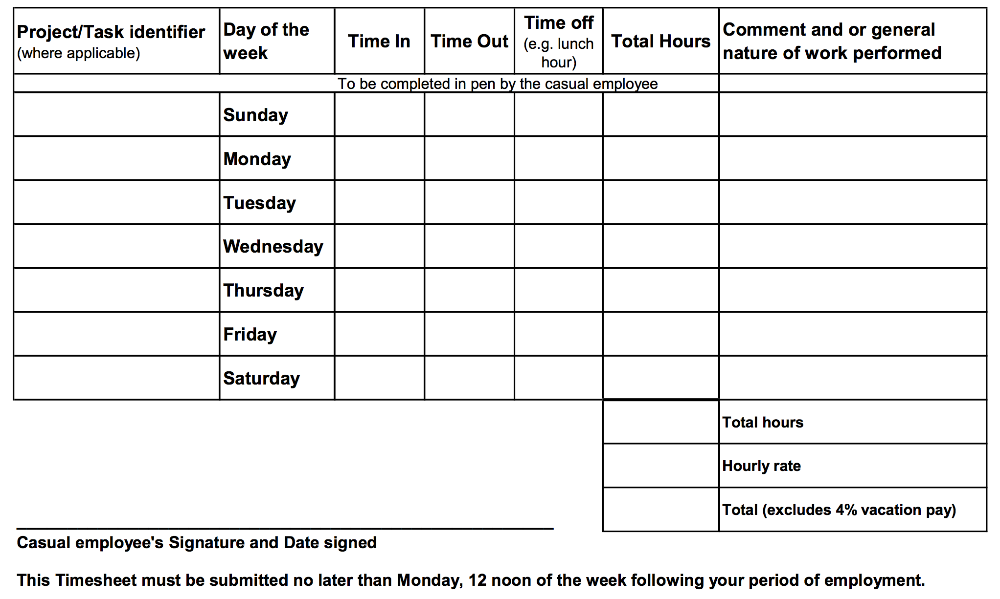 Project/Task identifier
(where applicable)
Day of the
week
Time In
Time Out
Time off
(e.g. lunch
hour)
Total Hours
Comment and or general
nature of work performed
To be completed in pen by the casual employee
Sunday
Monday
Tuesday
Wednesday
Thursday
Friday
Saturday
Total hours
Hourly rate
Total (excludes 4% vacation pay)
Casual employee's Signature and Date signed
This Timesheet must be submitted no later than Monday, 12 noon of the week following your period of employment.